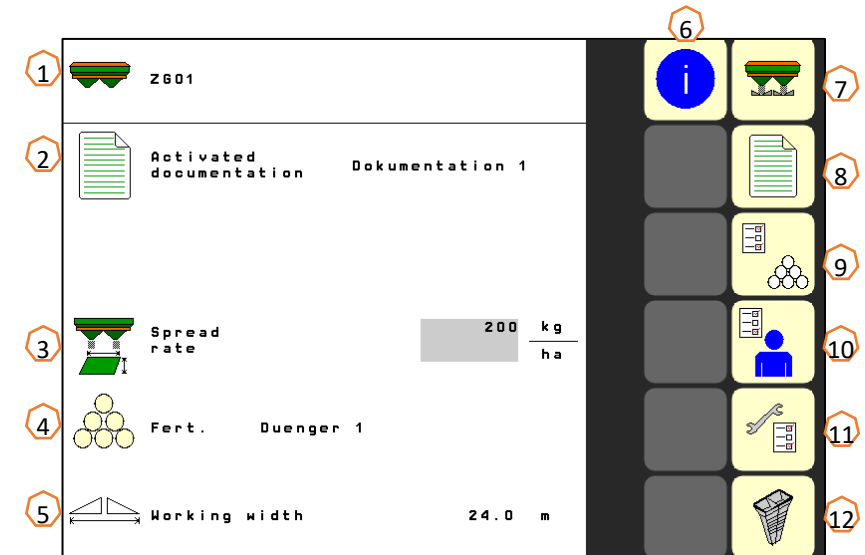 6
1
ZG01
i
7
2
Activated
documentation
Dokumentation 1
8
9
3
Spread
rate
200
kg
ha
10
4
Fert.
Duenger 1
11
5
Working width
24.0 m
12